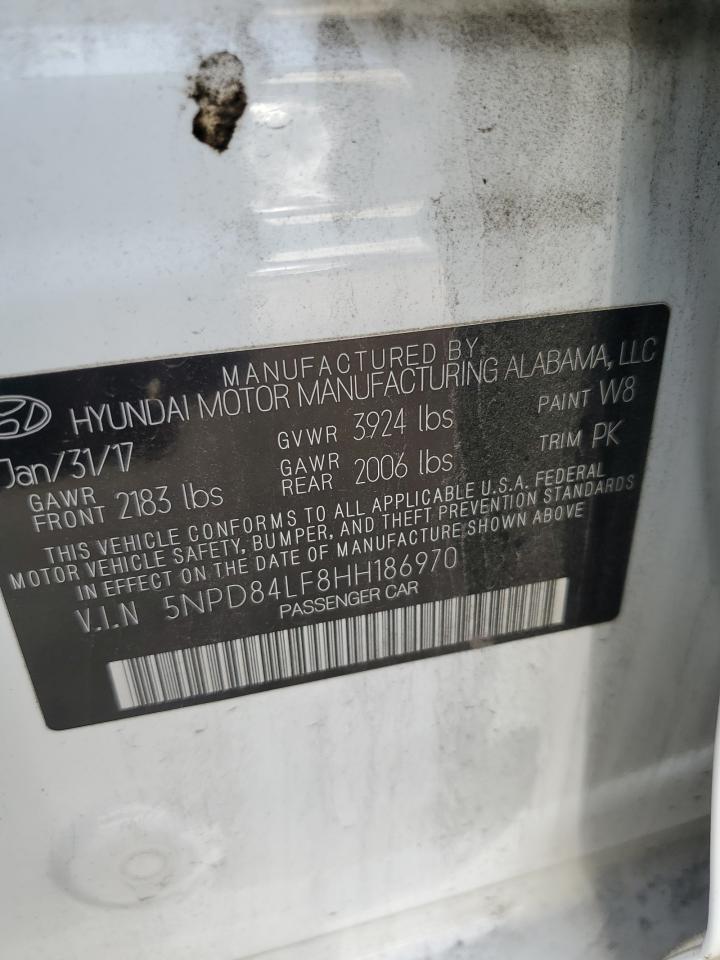 MANUFACTURED BY
HYUNDAI MOTOR MANUFACTURING ALABAMA, LLC
Jan/31/17 GVWR 3924 lbs PAINT W8
GAWR FRONT 2183 lbs GAWR REAR 2006 lbs TRIM PK
THIS VEHICLE CONFORMS TO ALL APPLICABLE U.S.A. FEDERAL
MOTOR VEHICLE SAFETY, BUMPER, AND THEFT PREVENTION STANDARDS
IN EFFECT ON THE DATE OF MANUFACTURE SHOWN ABOVE
V.I.N 5NPD84LF8HH186970
PASSENGER CAR